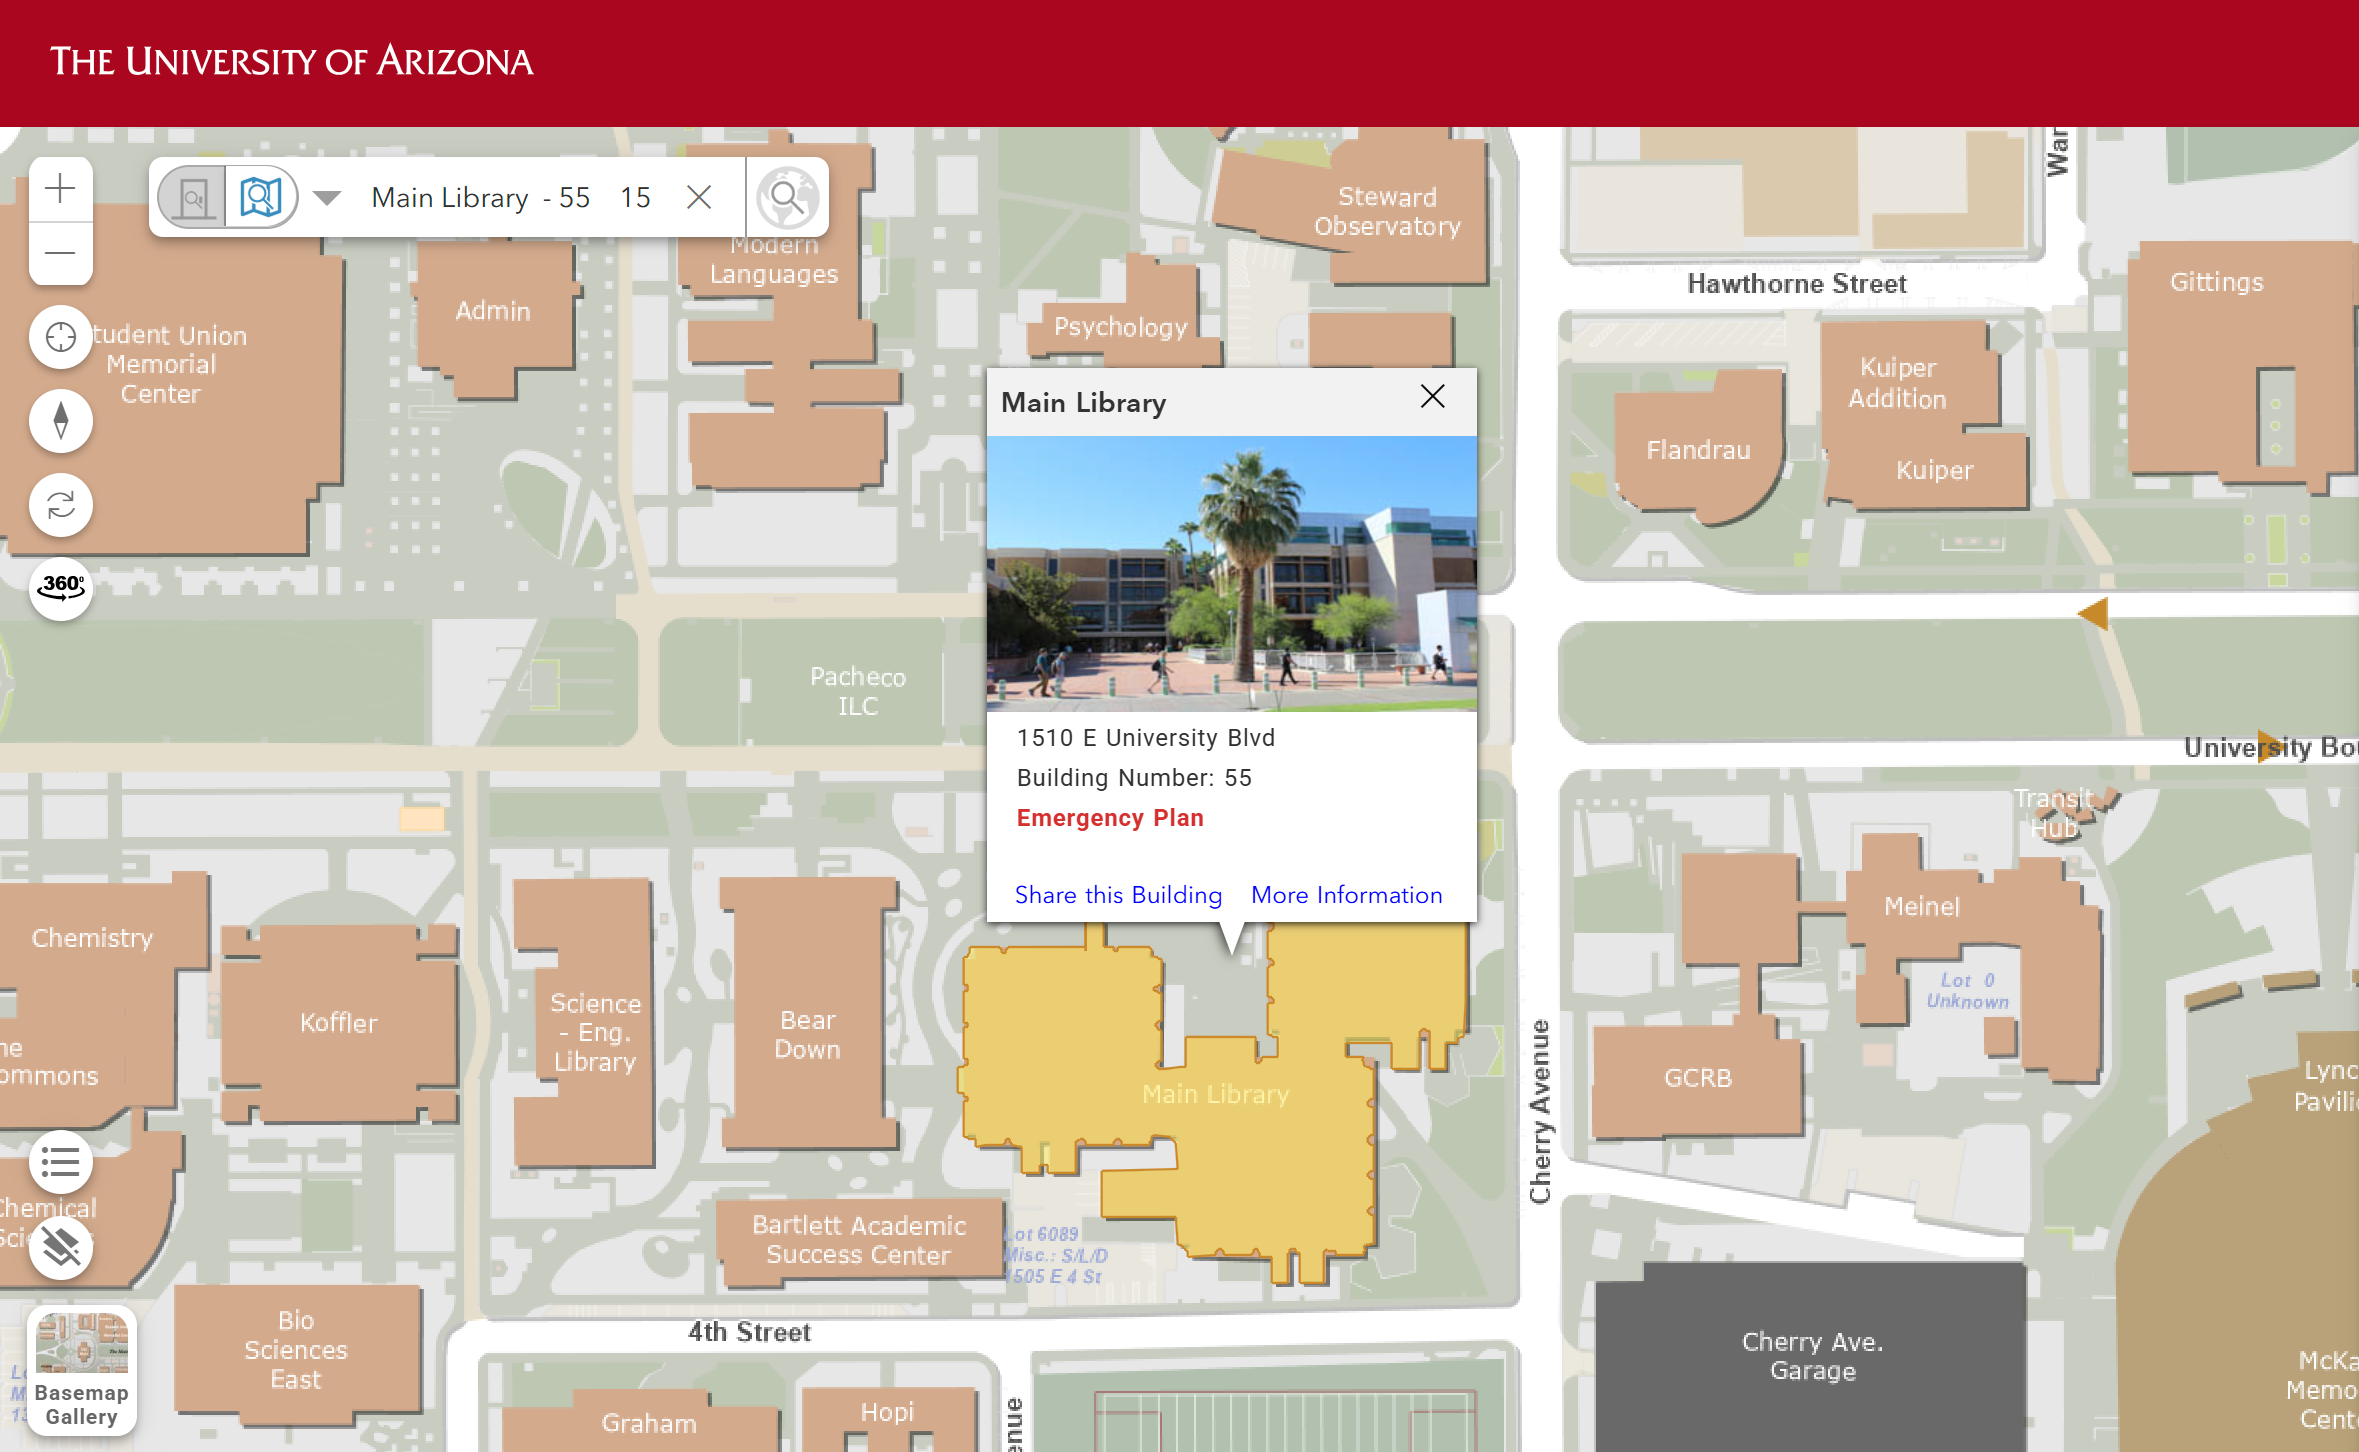 THE UNIVERSITY OF ARIZONA
Main Library - 55 15
Modern
Languages
Steward
Observatory
War
Hawthorne Street
Gittings
tudent Union
Memorial
Center
Admin
Psychology
Kuiper
Addition
Flandrau
Kuiper
360°
Main Library
1510 E University Blvd
Building Number: 55
Emergency Plan
Share this Building
More Information
Pacheco
ILC
University Bo
Transit
Hub
Chemistry
Koffler
ne
ommons
Science
- Eng.
Library
Bear
Down
Main Library
Cherry Avenue
Meinel
Lot 0
Unknown
GCRB
Lync
Pavili
Chemical
Sci
Bartlett Academic
Success Center
Lot 6089
Misc.: S/L/D
1505 E 4 St
Bio
Sciences
East
4th Street
Cherry Ave.
Garage
McKa
Memo
Cent
Basemap
Gallery
Graham
Hopi
enue